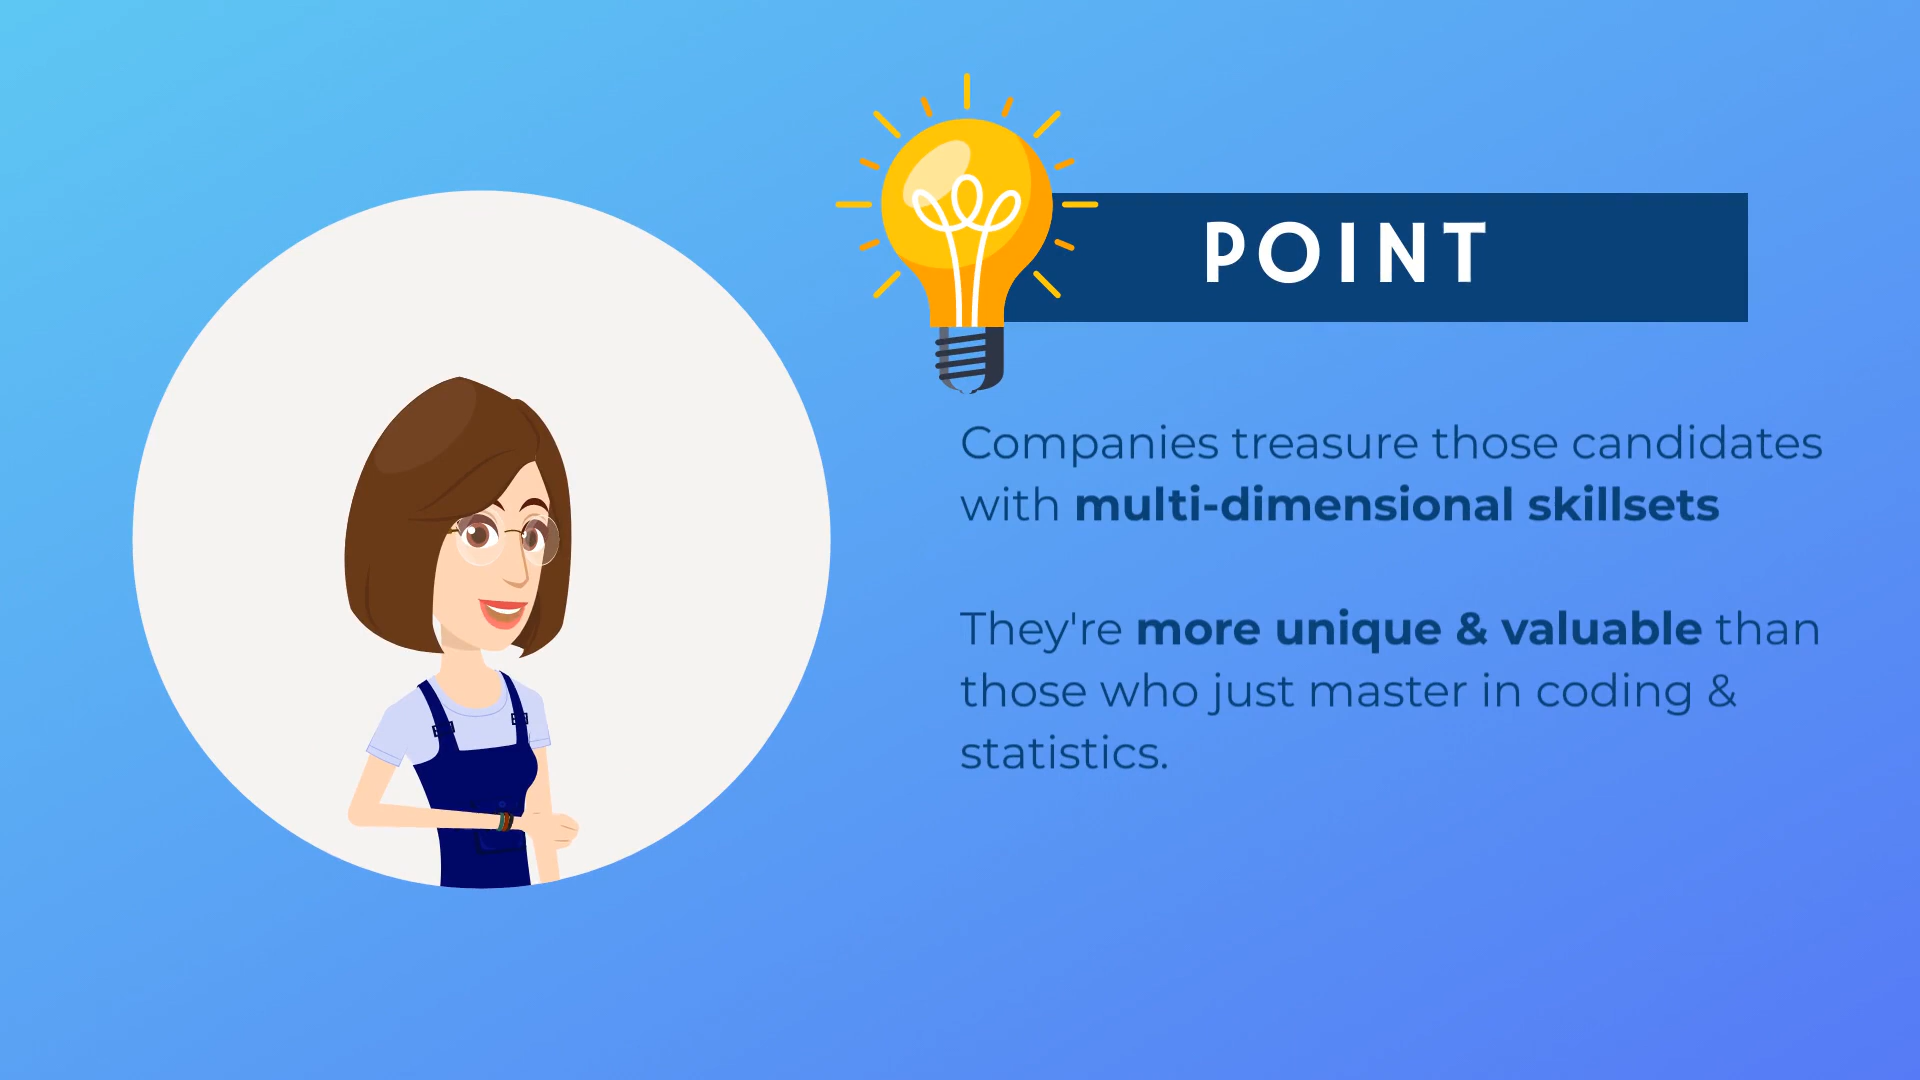 POINT
Companies treasure those candidates
with multi-dimensional skillsets
They're more unique & valuable than
those who just master in coding &
statistics.